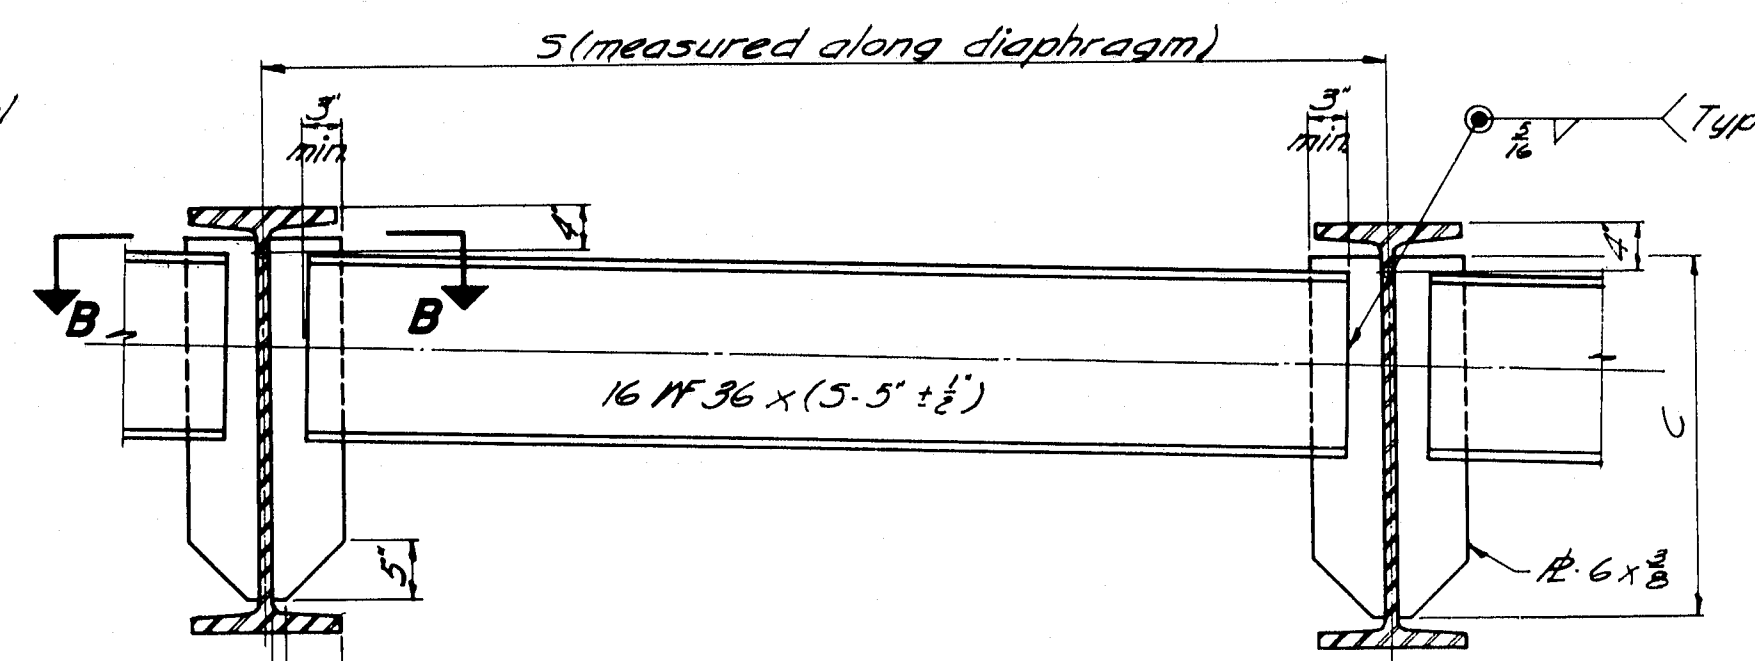 S (measured along diaphragm)
3"
min
3"
min
5/16
Typ
4"
4"
B
B
16 WF 36 x (S-5" ± 1/2")
C
5"
PL. 6 x 3/8